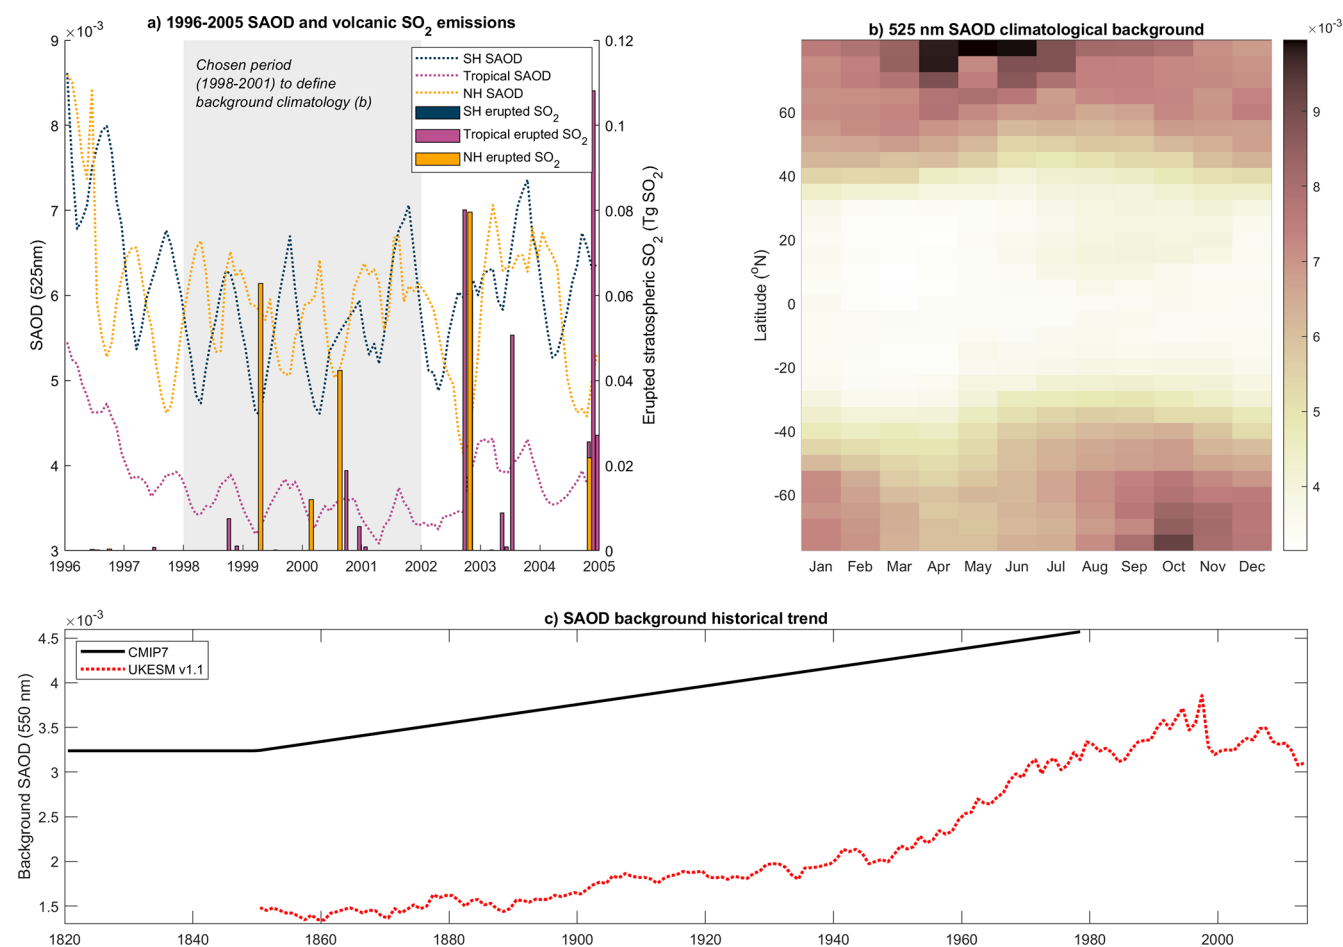 a) 1996-2005 SAOD and volcanic SO2 emissions
×10^-3
9
8
7
6
5
4
3
SAOD (525nm)
1996 1997 1998 1999 2000 2001 2002 2003 2004 2005
0.12
0.1
0.08
0.06
0.04
0.02
0
Erupted stratospheric SO2 (Tg SO2)
Chosen period
(1998-2001) to define
background climatology (b)
SH SAOD
Tropical SAOD
NH SAOD
SH erupted SO2
Tropical erupted SO2
NH erupted SO2
b) 525 nm SAOD climatological background
×10^-3
60
40
20
0
-20
-40
-60
Latitude (°N)
Jan Feb Mar Apr May Jun Jul Aug Sep Oct Nov Dec
9
8
7
6
5
4
c) SAOD background historical trend
×10^-3
4.5
4
3.5
3
2.5
2
1.5
Background SAOD (550 nm)
CMIP7
UKESM v1.1
1820 1840 1860 1880 1900 1920 1940 1960 1980 2000